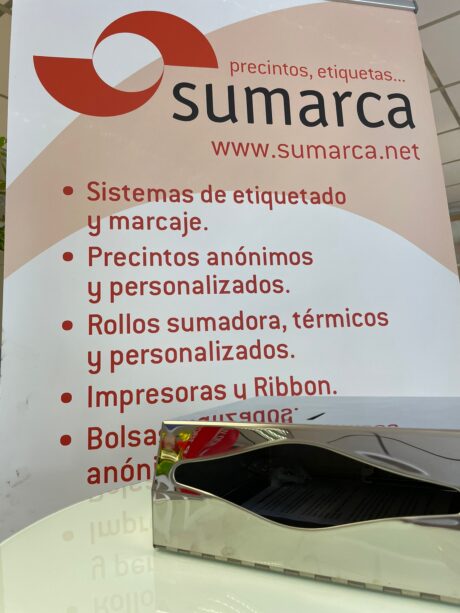 precintos, etiquetas...
sumarca
www.sumarca.net
• Sistemas de etiquetado
y marcaje.
• Precintos anónimos
y personalizados.
• Rollos sumadora, térmicos
y personalizados.
• Impresoras y Ribbon.
• Bolsa
anón